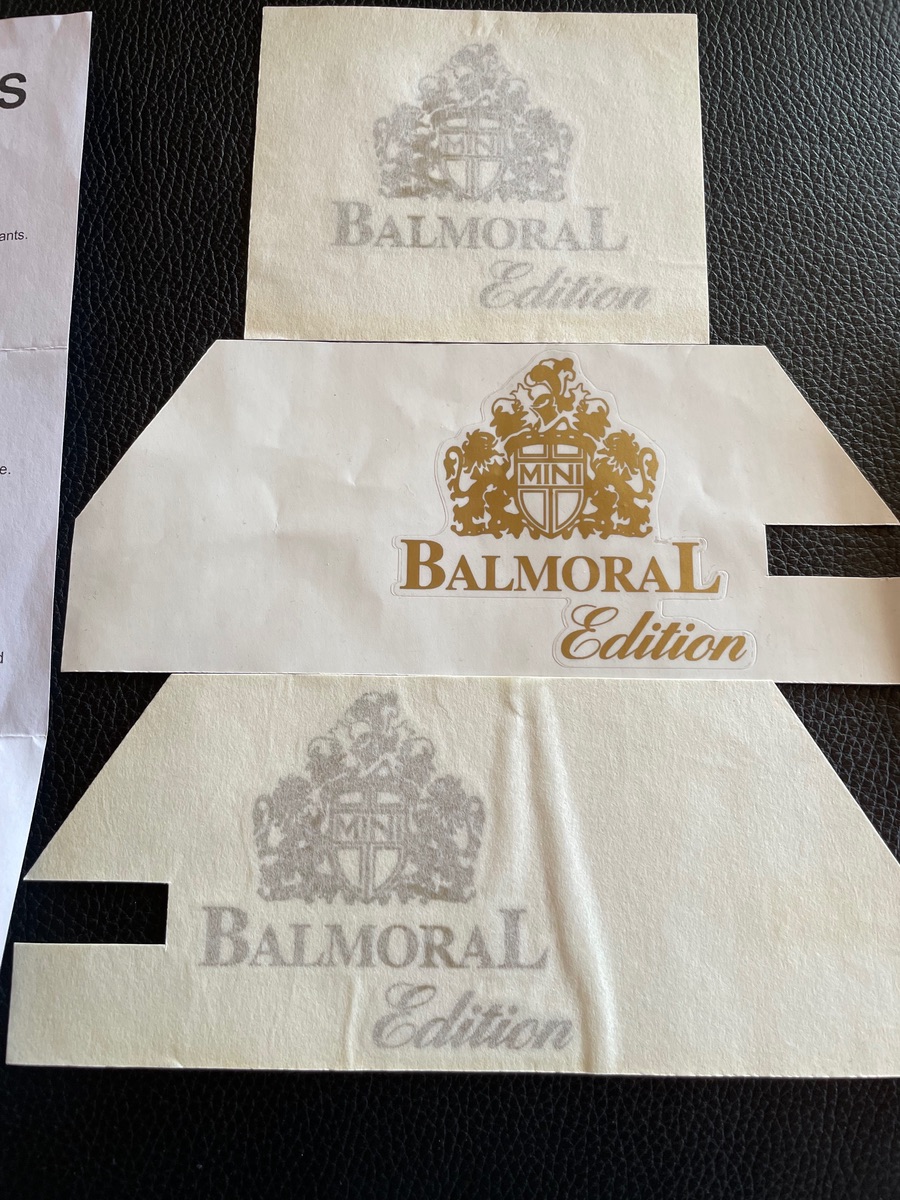 S
ants.
e.
d
MINI
BALMORAL
Edition
MINI
BALMORAL
Edition
MINI
BALMORAL
Edition